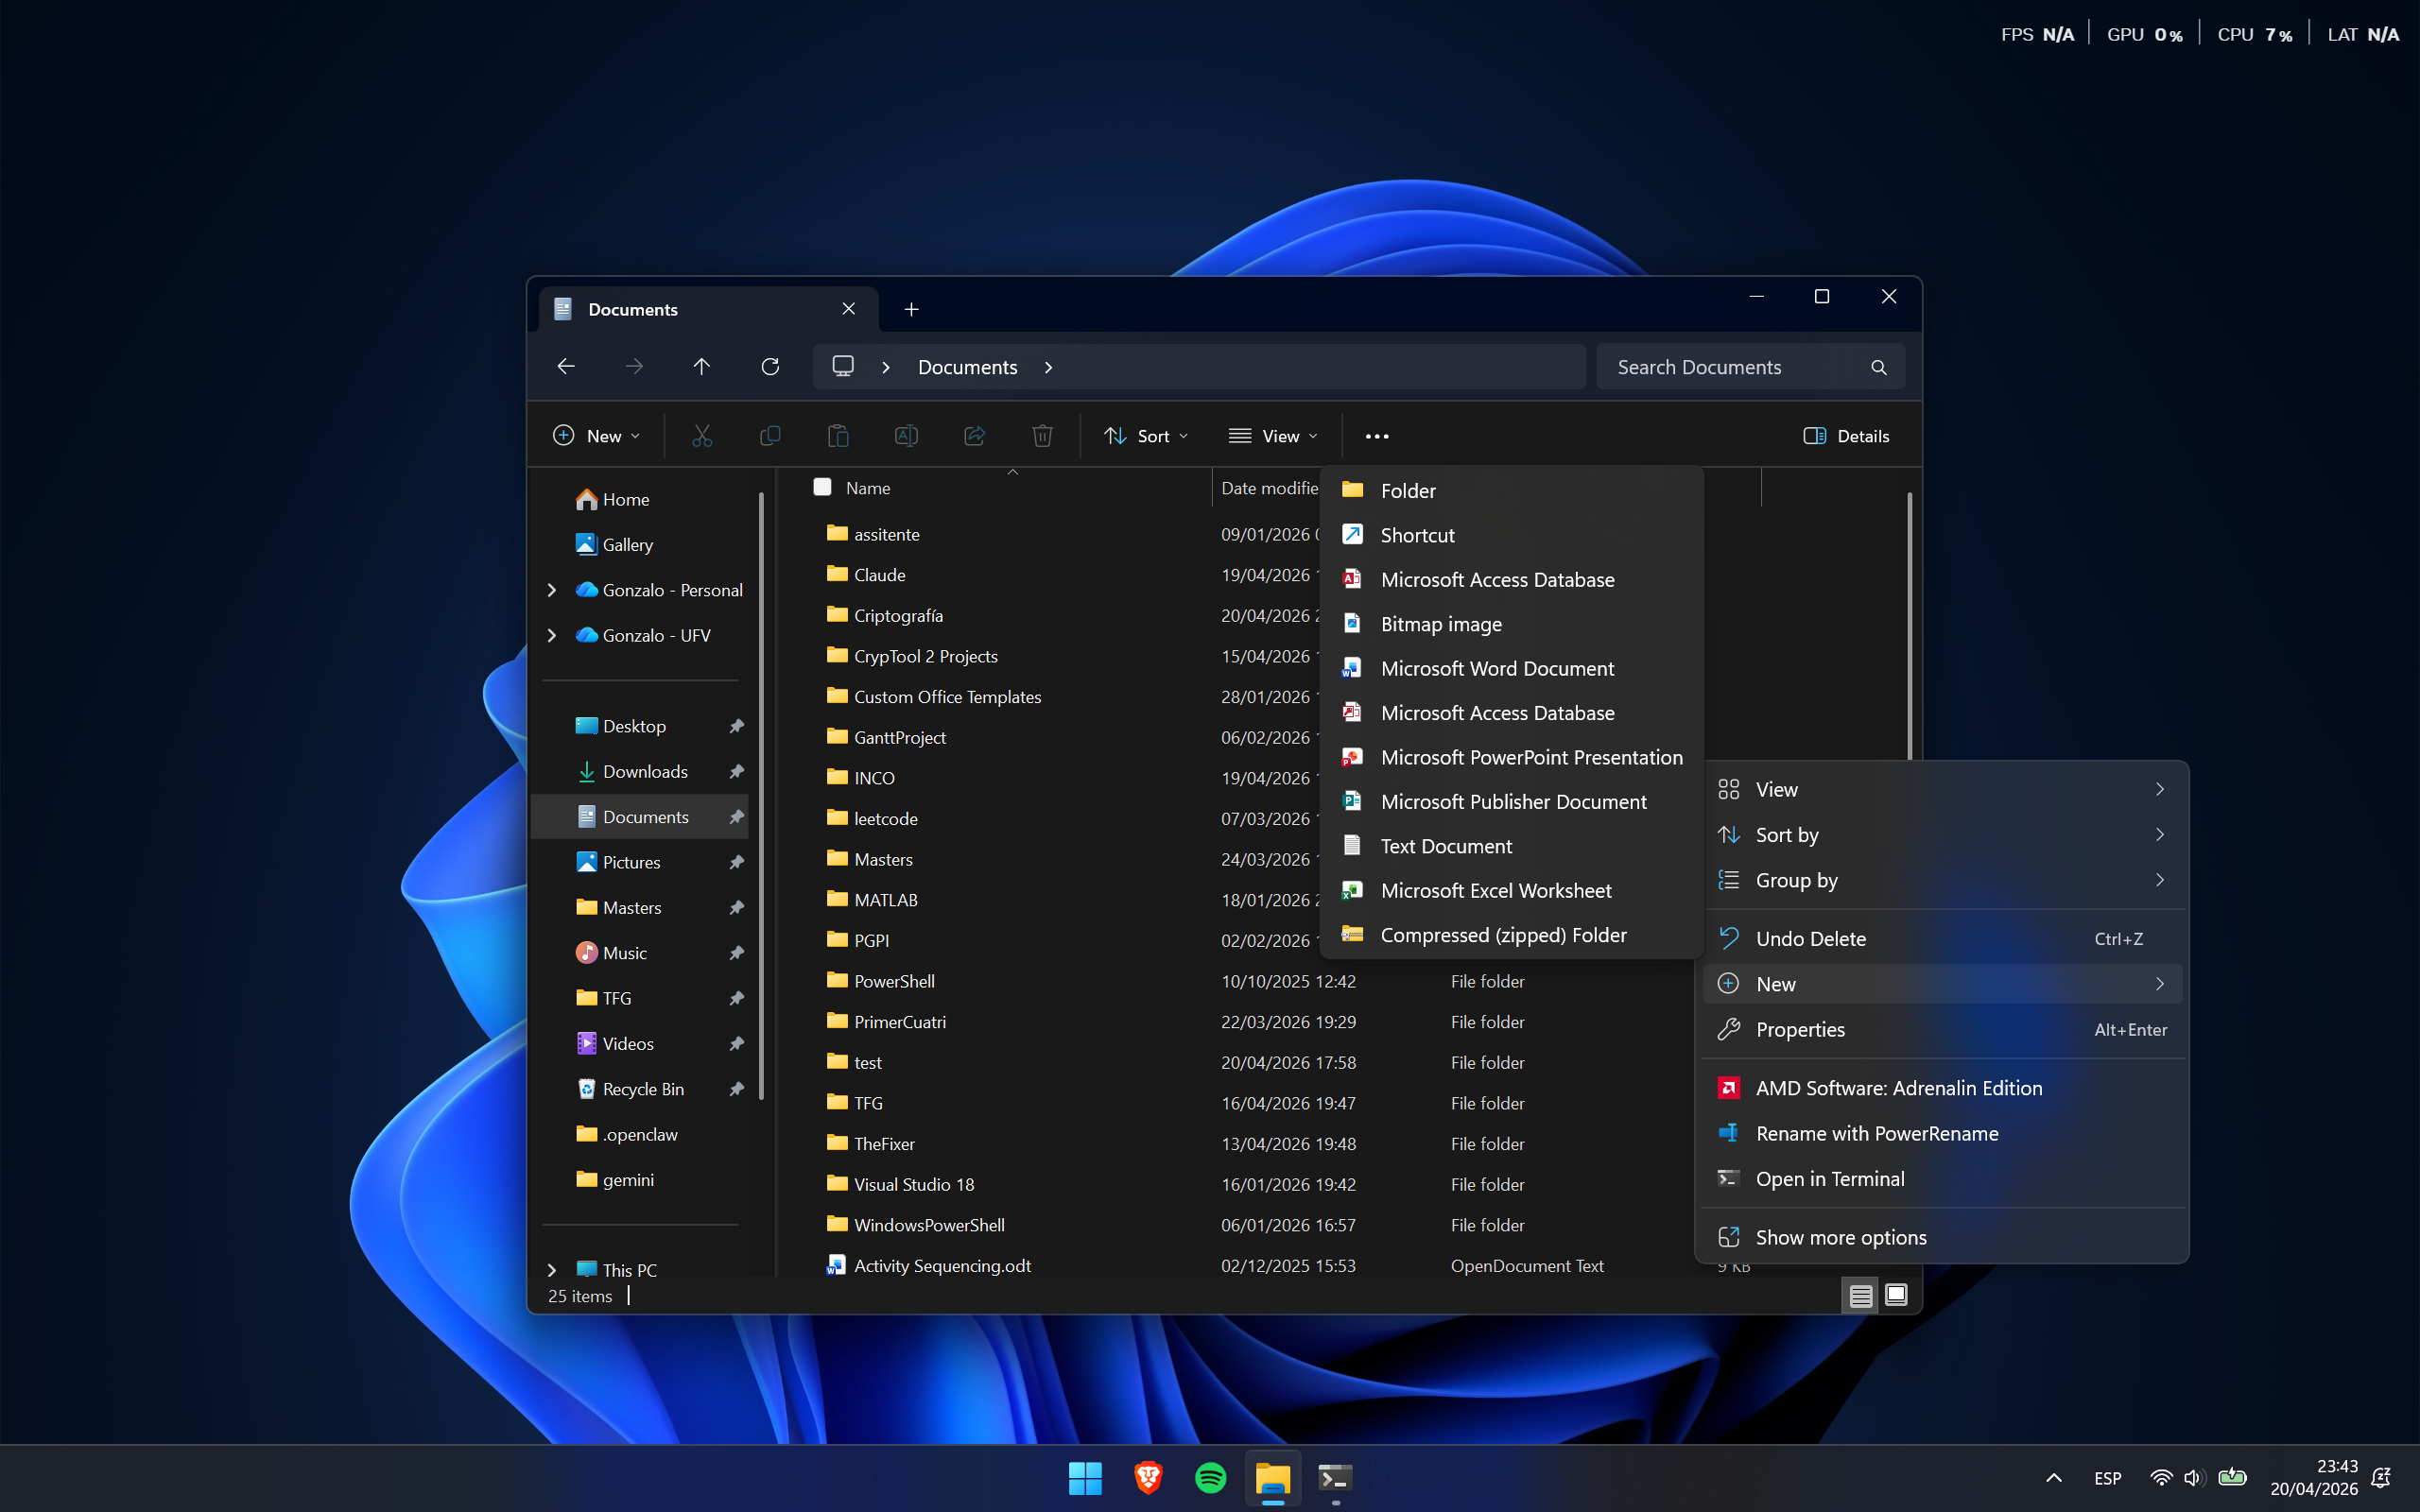 FPS N/A GPU 0% CPU 7% LAT N/A
Documents
Documents
Search Documents
New
Sort
View
Details
Home
Gallery
Gonzalo - Personal
Gonzalo - UFV
Desktop
Downloads
Documents
Pictures
Masters
Music
TFG
Videos
Recycle Bin
.openclaw
gemini
This PC
Name Date modifie
assitente 09/01/2026
Claude 19/04/2026
Criptografía 20/04/2026
CrypTool 2 Projects 15/04/2026
Custom Office Templates 28/01/2026
GanttProject 06/02/2026
INCO 19/04/2026
leetcode 07/03/2026
Masters 24/03/2026
MATLAB 18/01/2026
PGPI 02/02/2026
PowerShell 10/10/2025 12:42 File folder
PrimerCuatri 22/03/2026 19:29 File folder
test 20/04/2026 17:58 File folder
TFG 16/04/2026 19:47 File folder
TheFixer 13/04/2026 19:48 File folder
Visual Studio 18 16/01/2026 19:42 File folder
WindowsPowerShell 06/01/2026 16:57 File folder
Activity Sequencing.odt 02/12/2025 15:53 OpenDocument Text 9 KB
25 items
Folder
Shortcut
Microsoft Access Database
Bitmap image
Microsoft Word Document
Microsoft Access Database
Microsoft PowerPoint Presentation
Microsoft Publisher Document
Text Document
Microsoft Excel Worksheet
Compressed (zipped) Folder
View
Sort by
Group by
Undo Delete Ctrl+Z
New
Properties Alt+Enter
AMD Software: Adrenalin Edition
Rename with PowerRename
Open in Terminal
Show more options
ESP
23:43
20/04/2026